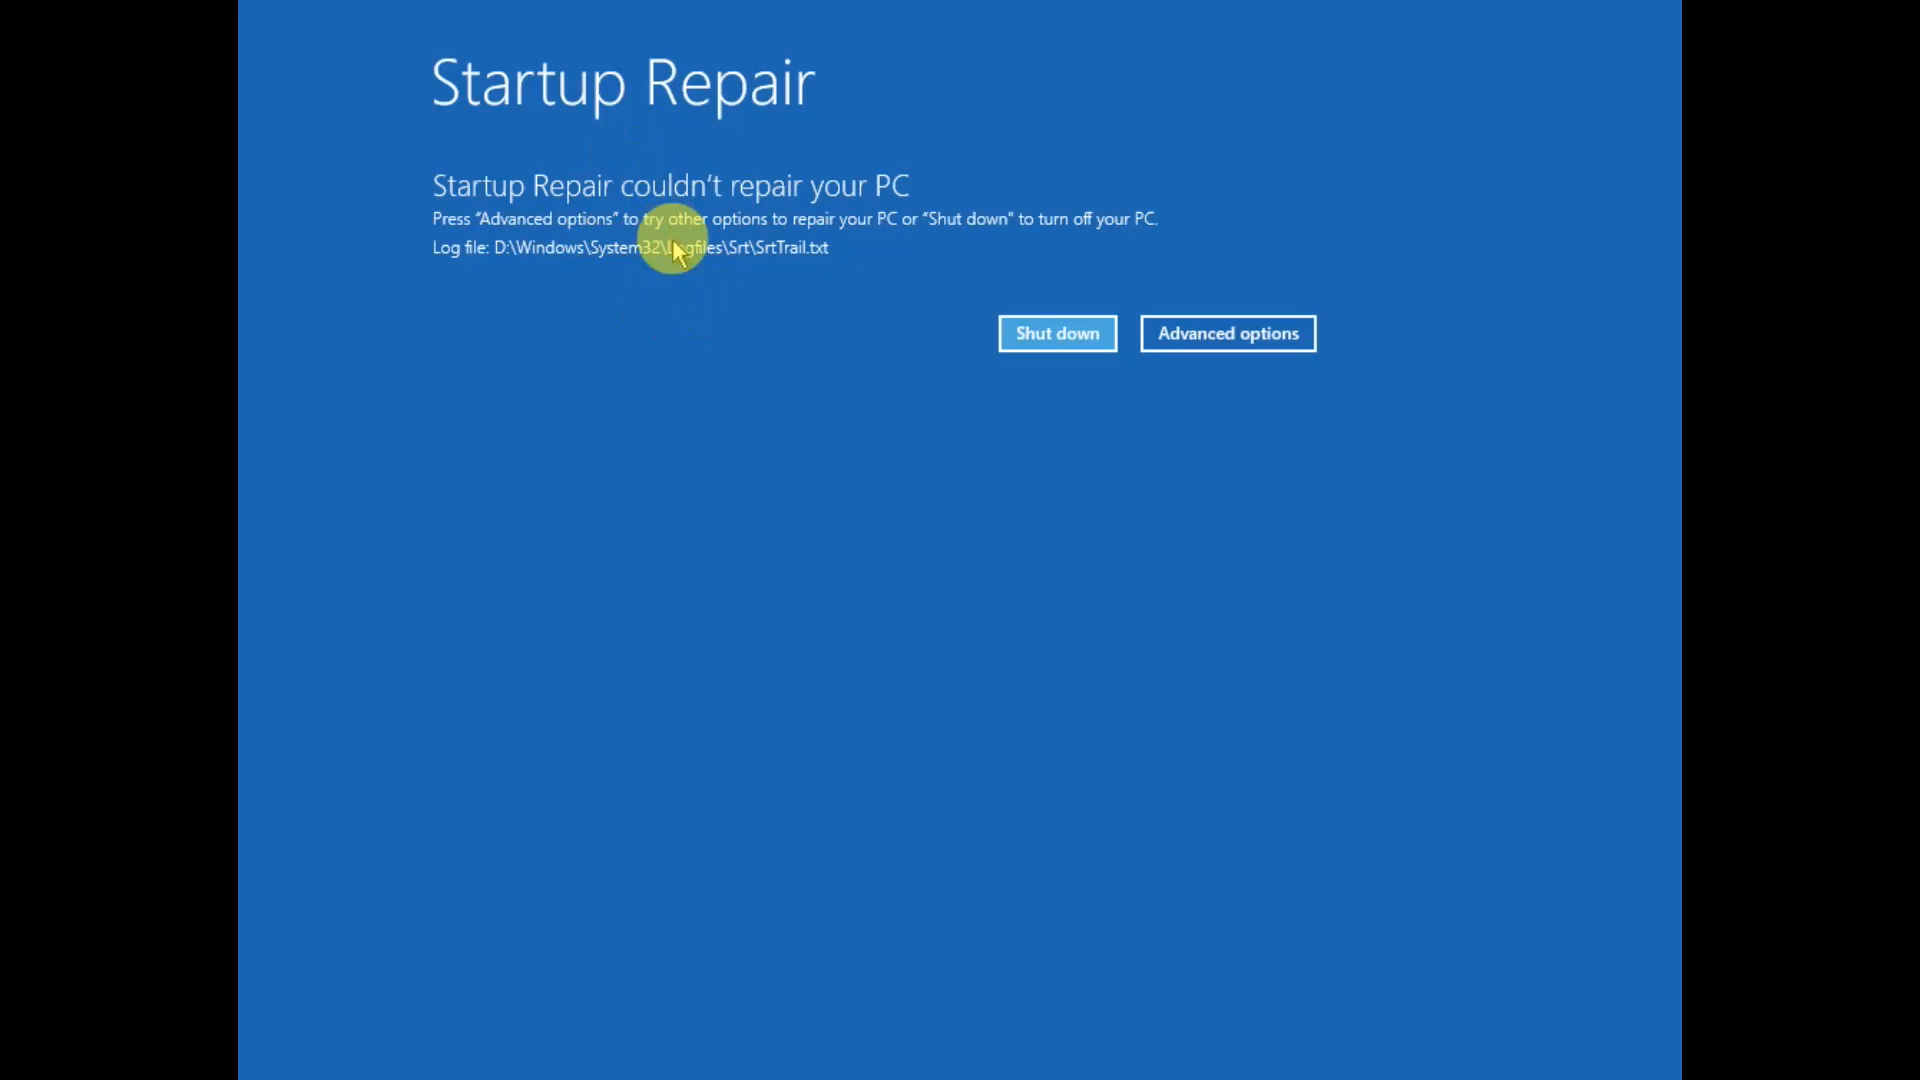 Startup Repair
Startup Repair couldn't repair your PC
Press “Advanced options” to try other options to repair your PC or “Shut down” to turn off your PC.
Log file: D:\Windows\System32\Logfiles\Srt\SrtTrail.txt
Shut down
Advanced options